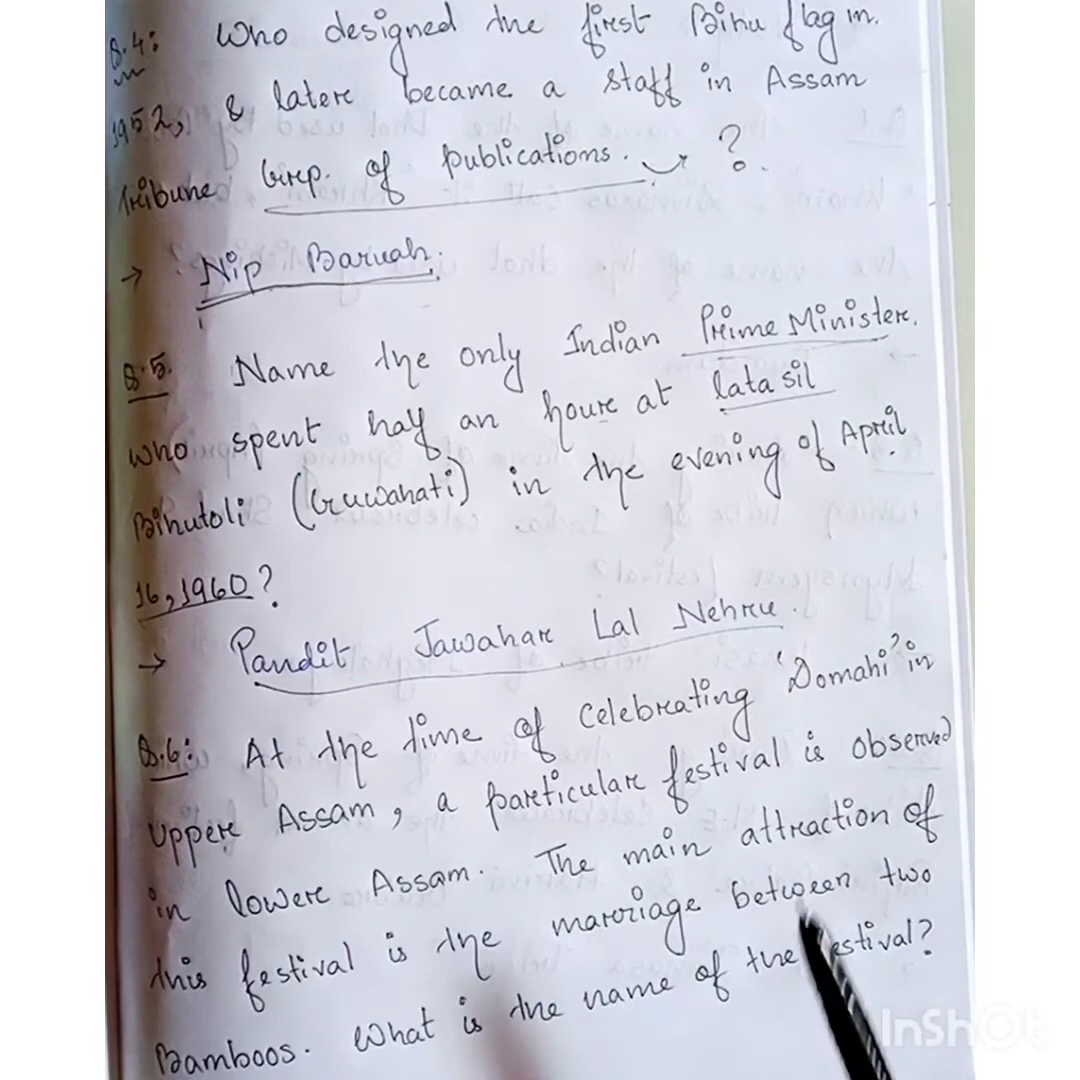 Q.4: Who designed the first Bihu flag in
1952, & later became a staff in Assam
Tribune Grp. of publications. ?
→ Nip Baruah.
Q.5. Name the only Indian Prime Minister.
who spent half an hour at latasil
Bihutoli (Guwahati) in the evening of April
16, 1960?
→ Pandit Jawahar Lal Nehru.
Q.6: At the time of celebrating 'Domahi' in
Upper Assam, a particular festival is observed
in lower Assam. The main attraction of
this festival is the marriage between two
Bamboos. What is the name of the festival?
InShOt